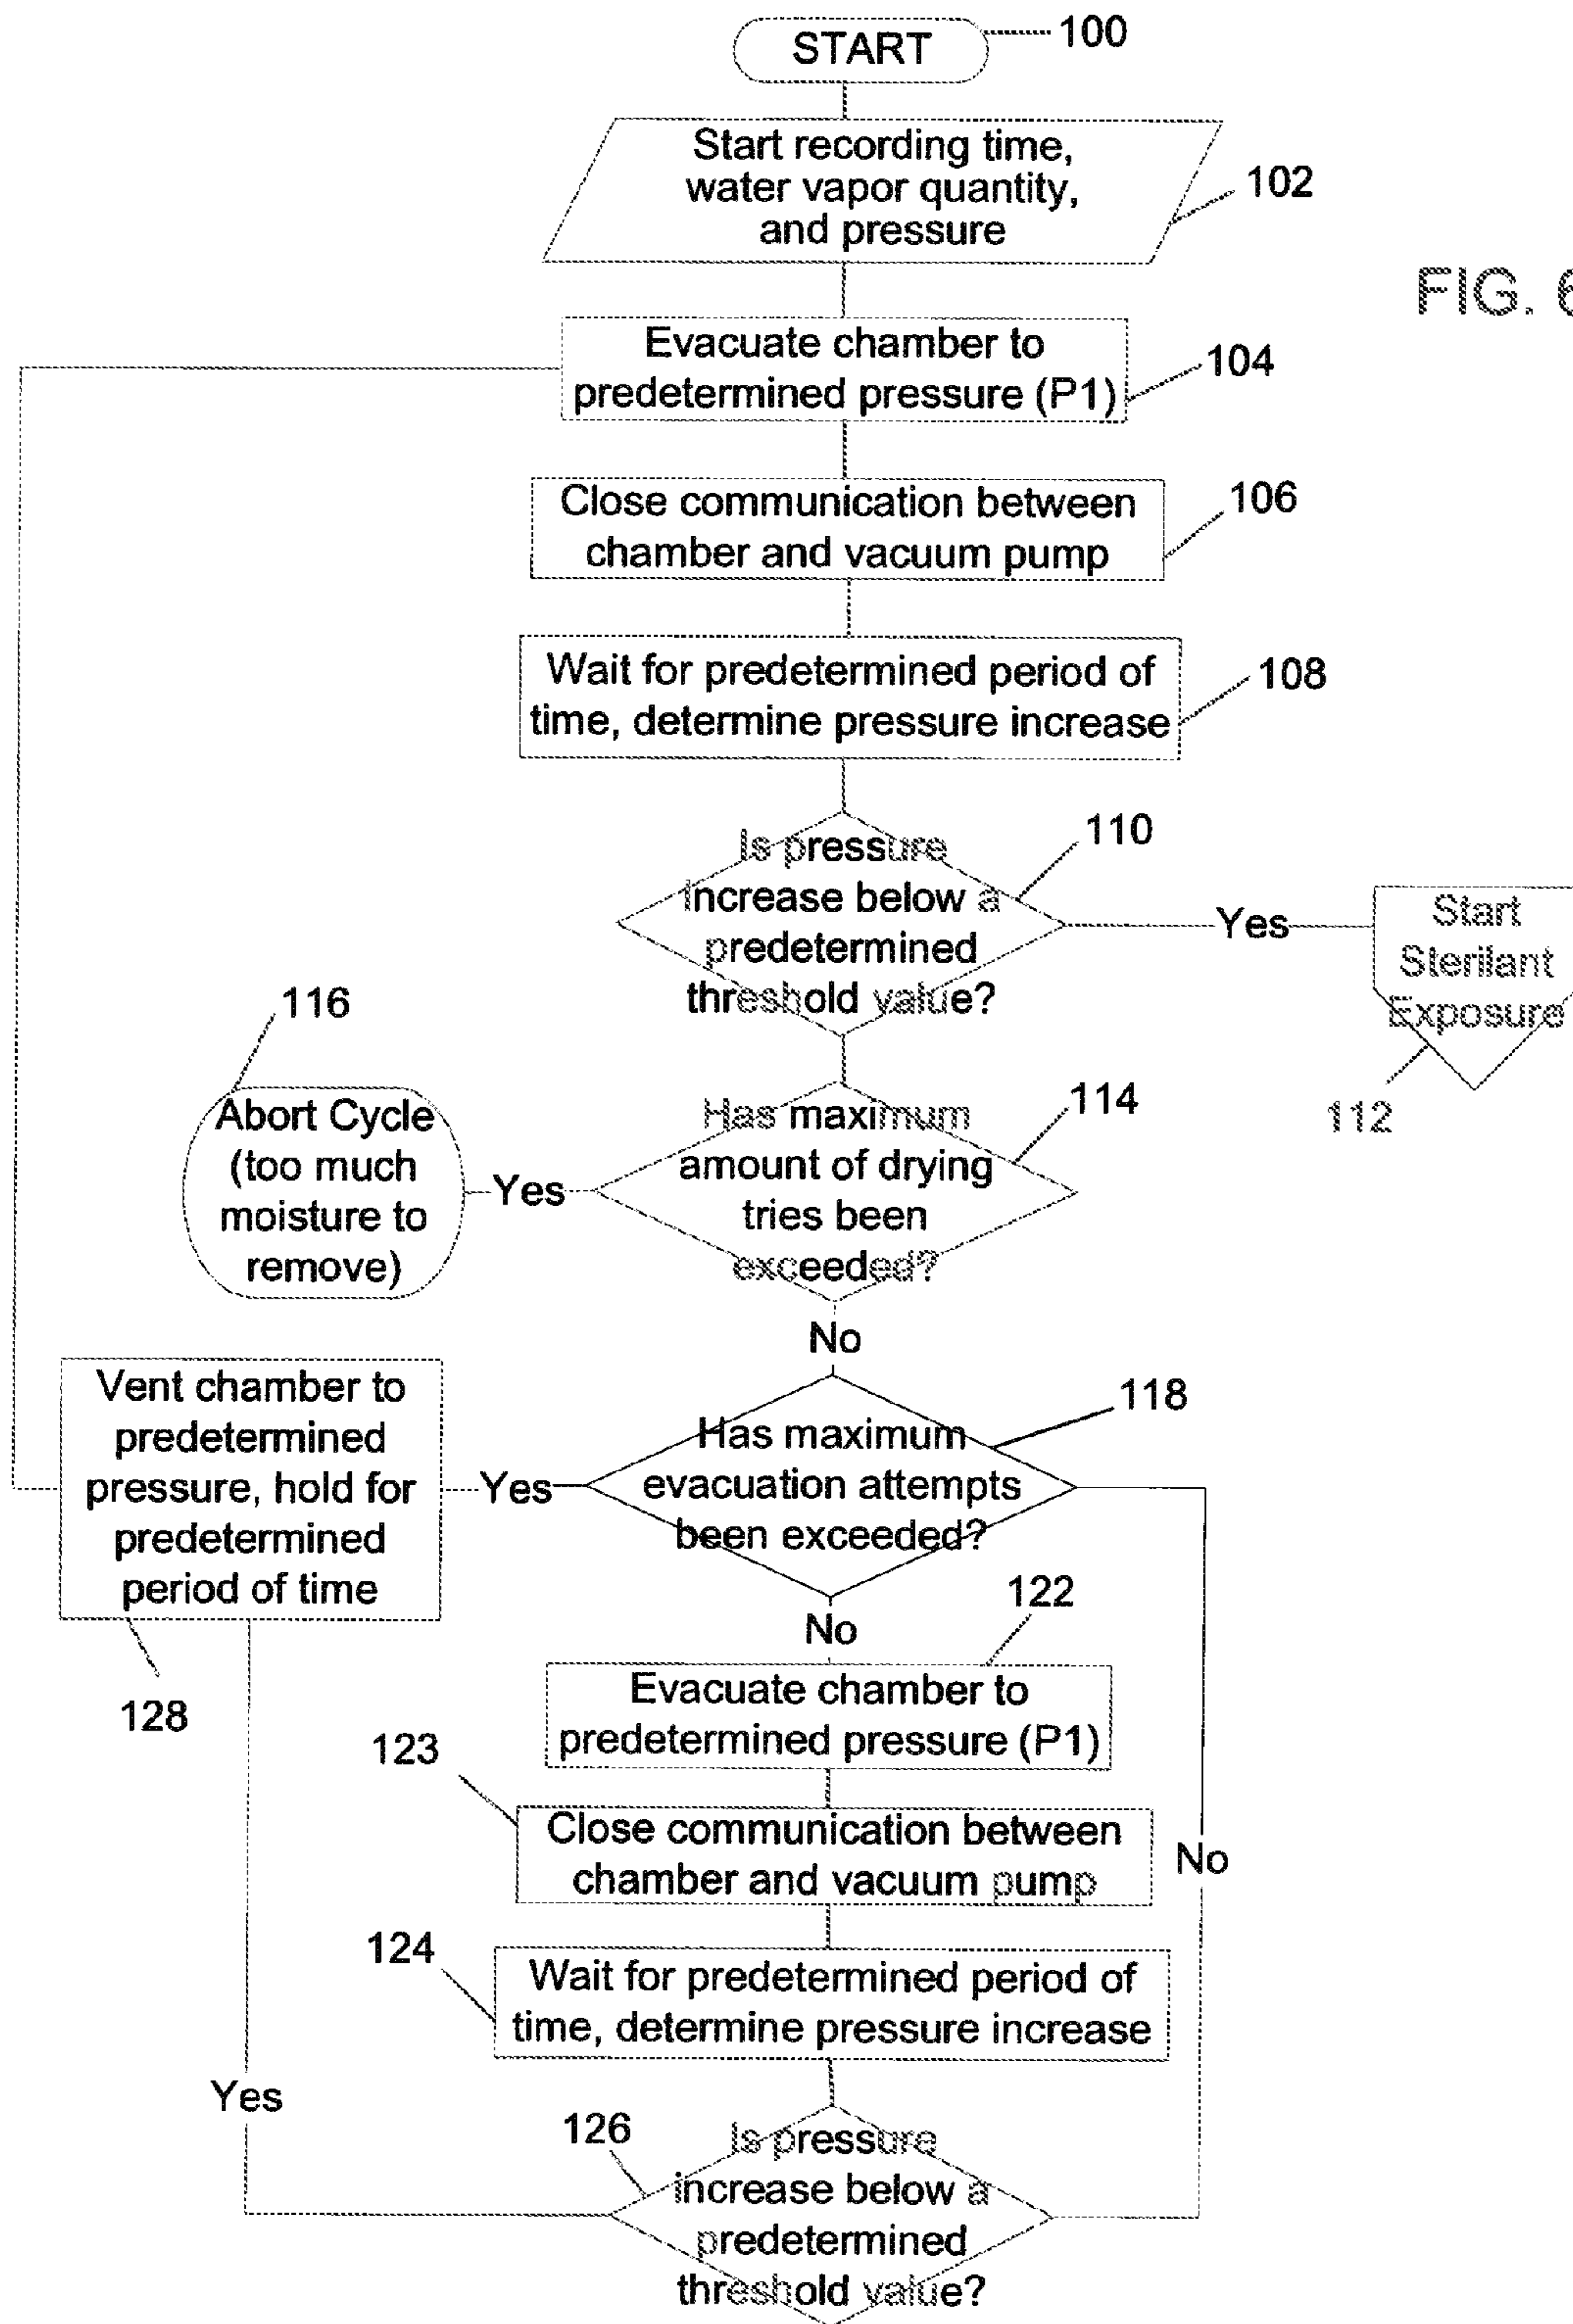 START
100
Start recording time,
water vapor quantity,
and pressure
102
FIG. 6
Evacuate chamber to
predetermined pressure (P1)
104
Close communication between
chamber and vacuum pump
106
Wait for predetermined period of
time, determine pressure increase
108
Is pressure
increase below a
predetermined
threshold value?
110
Yes
Start
Sterilant
Exposure
112
116
Abort Cycle
(too much
moisture to
remove)
Yes
Has maximum
amount of drying
tries been
exceeded?
114
No
Vent chamber to
predetermined
pressure, hold for
predetermined
period of time
128
Yes
Has maximum
evacuation attempts
been exceeded?
118
No
122
Evacuate chamber to
predetermined pressure (P1)
123
Close communication between
chamber and vacuum pump
No
124
Wait for predetermined period of
time, determine pressure increase
Yes
126
Is pressure
increase below a
predetermined
threshold value?